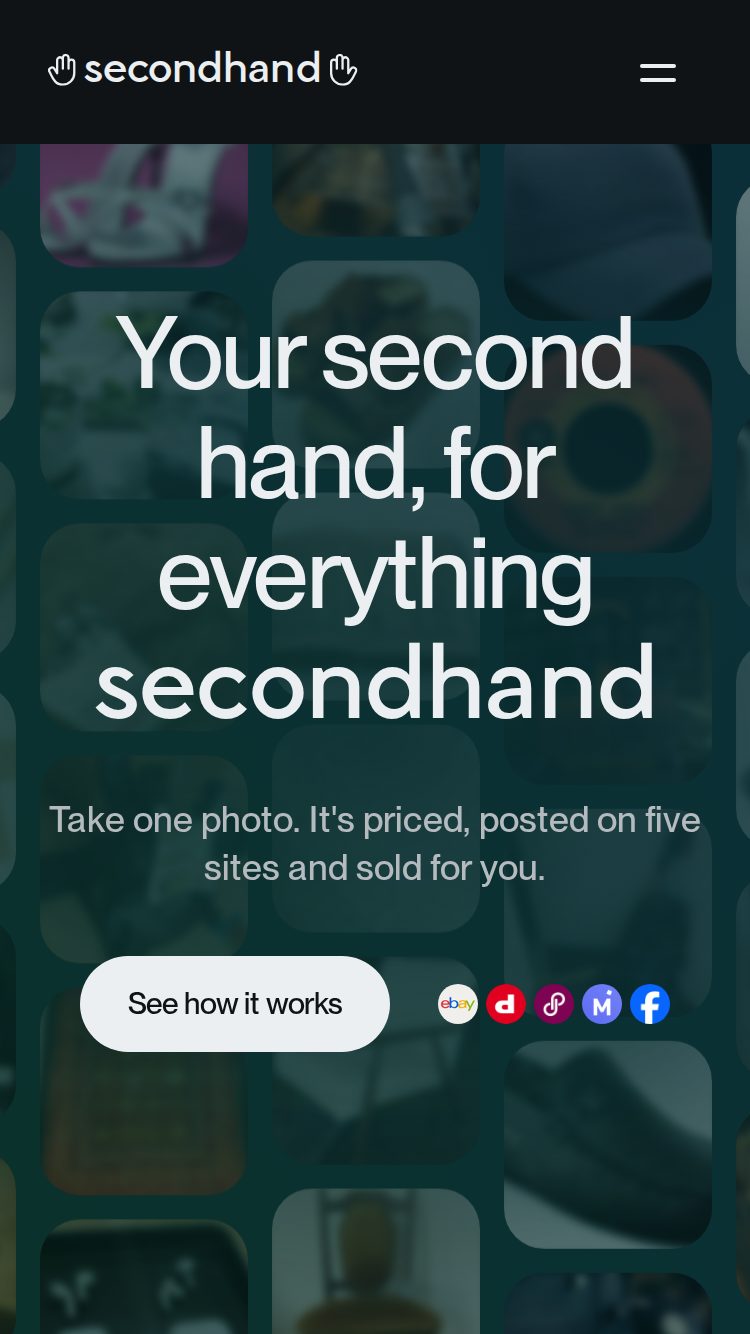 secondhand
Your second
hand, for
everything
secondhand
Take one photo. It's priced, posted on five
sites and sold for you.
See how it works
ebay